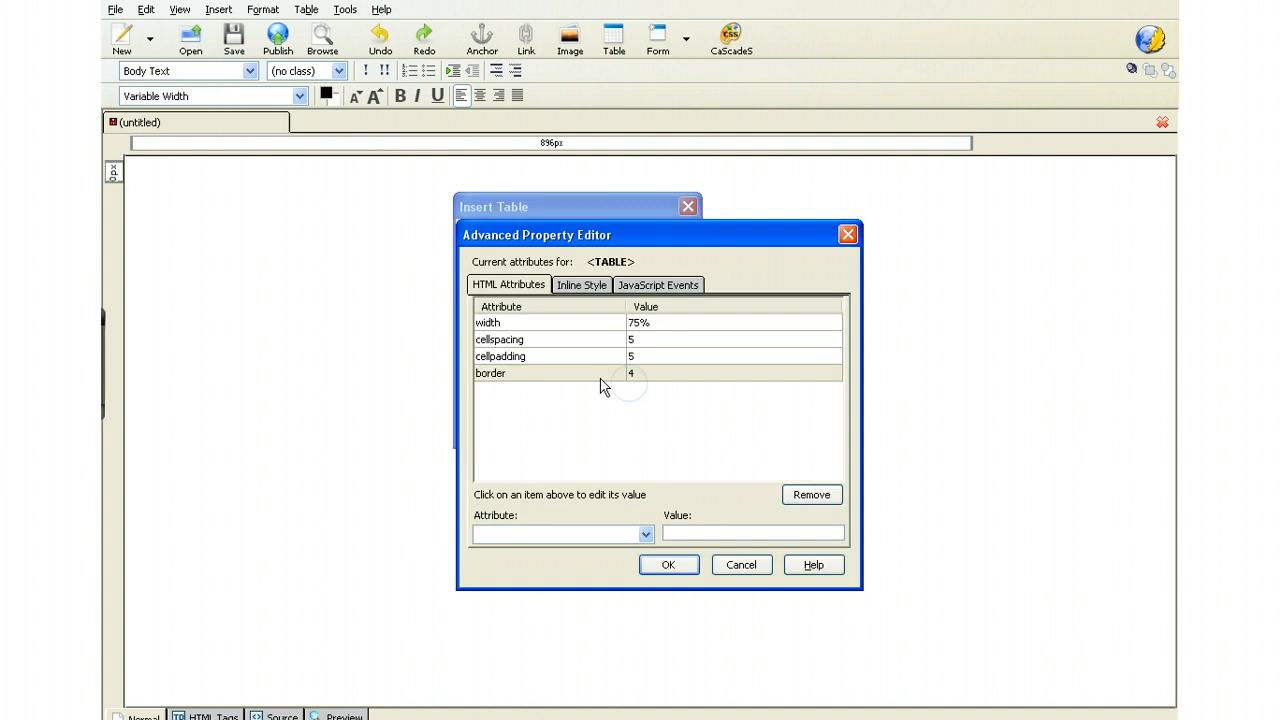 File Edit View Insert Format Table Tools Help
New Open Save Publish Browse Undo Redo Anchor Link Image Table Form CaScadeS
Body Text (no class) ! !!
Variable Width A A B I U
(untitled)
896px
0px
Insert Table
Advanced Property Editor
Current attributes for: <TABLE>
HTML Attributes Inline Style JavaScript Events
Attribute Value
width 75%
cellspacing 5
cellpadding 5
border 4
Click on an item above to edit its value Remove
Attribute: Value:
OK Cancel Help
Normal HTML Tags Source Preview